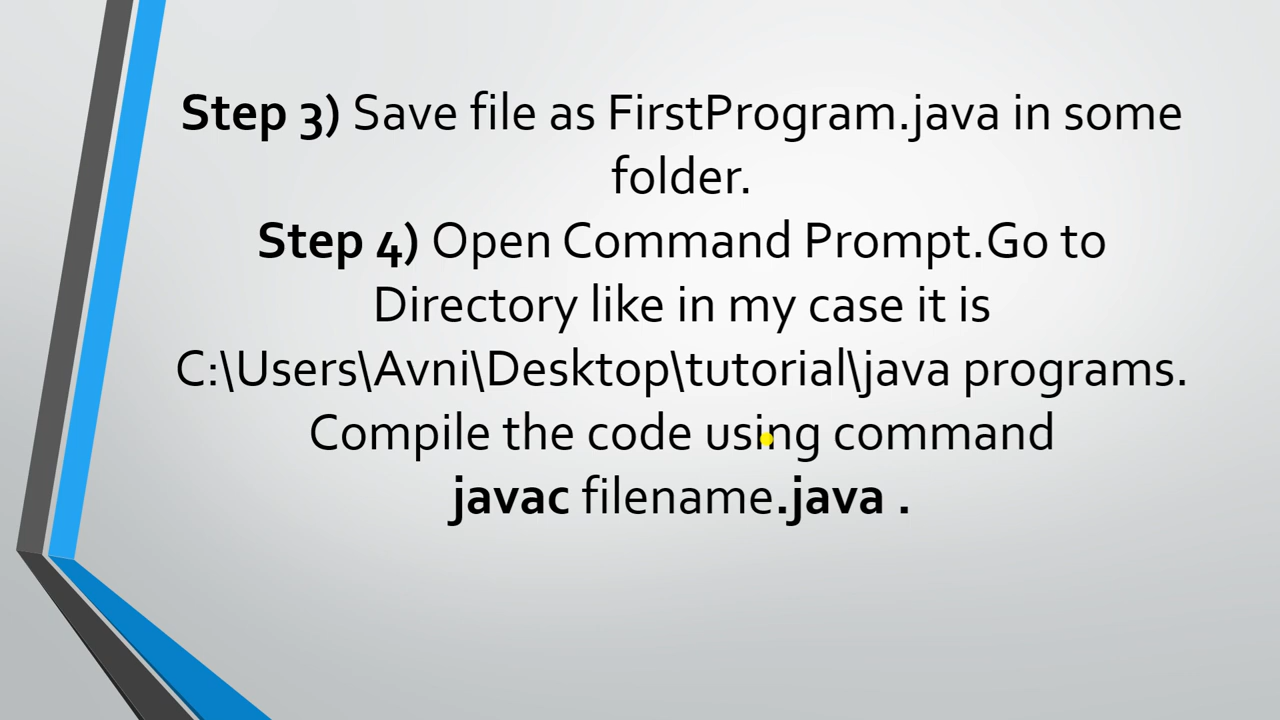 Step 3) Save file as FirstProgram.java in some
folder.
Step 4) Open Command Prompt.Go to
Directory like in my case it is
C:\Users\Avni\Desktop\tutorial\java programs.
Compile the code using command
javac filename.java .